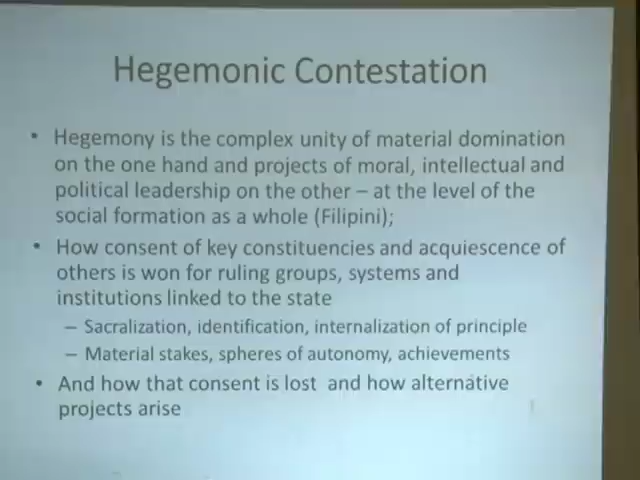 Hegemonic Contestation
• Hegemony is the complex unity of material domination
on the one hand and projects of moral, intellectual and
political leadership on the other – at the level of the
social formation as a whole (Filipini);
• How consent of key constituencies and acquiescence of
others is won for ruling groups, systems and
institutions linked to the state
– Sacralization, identification, internalization of principle
– Material stakes, spheres of autonomy, achievements
• And how that consent is lost and how alternative
projects arise